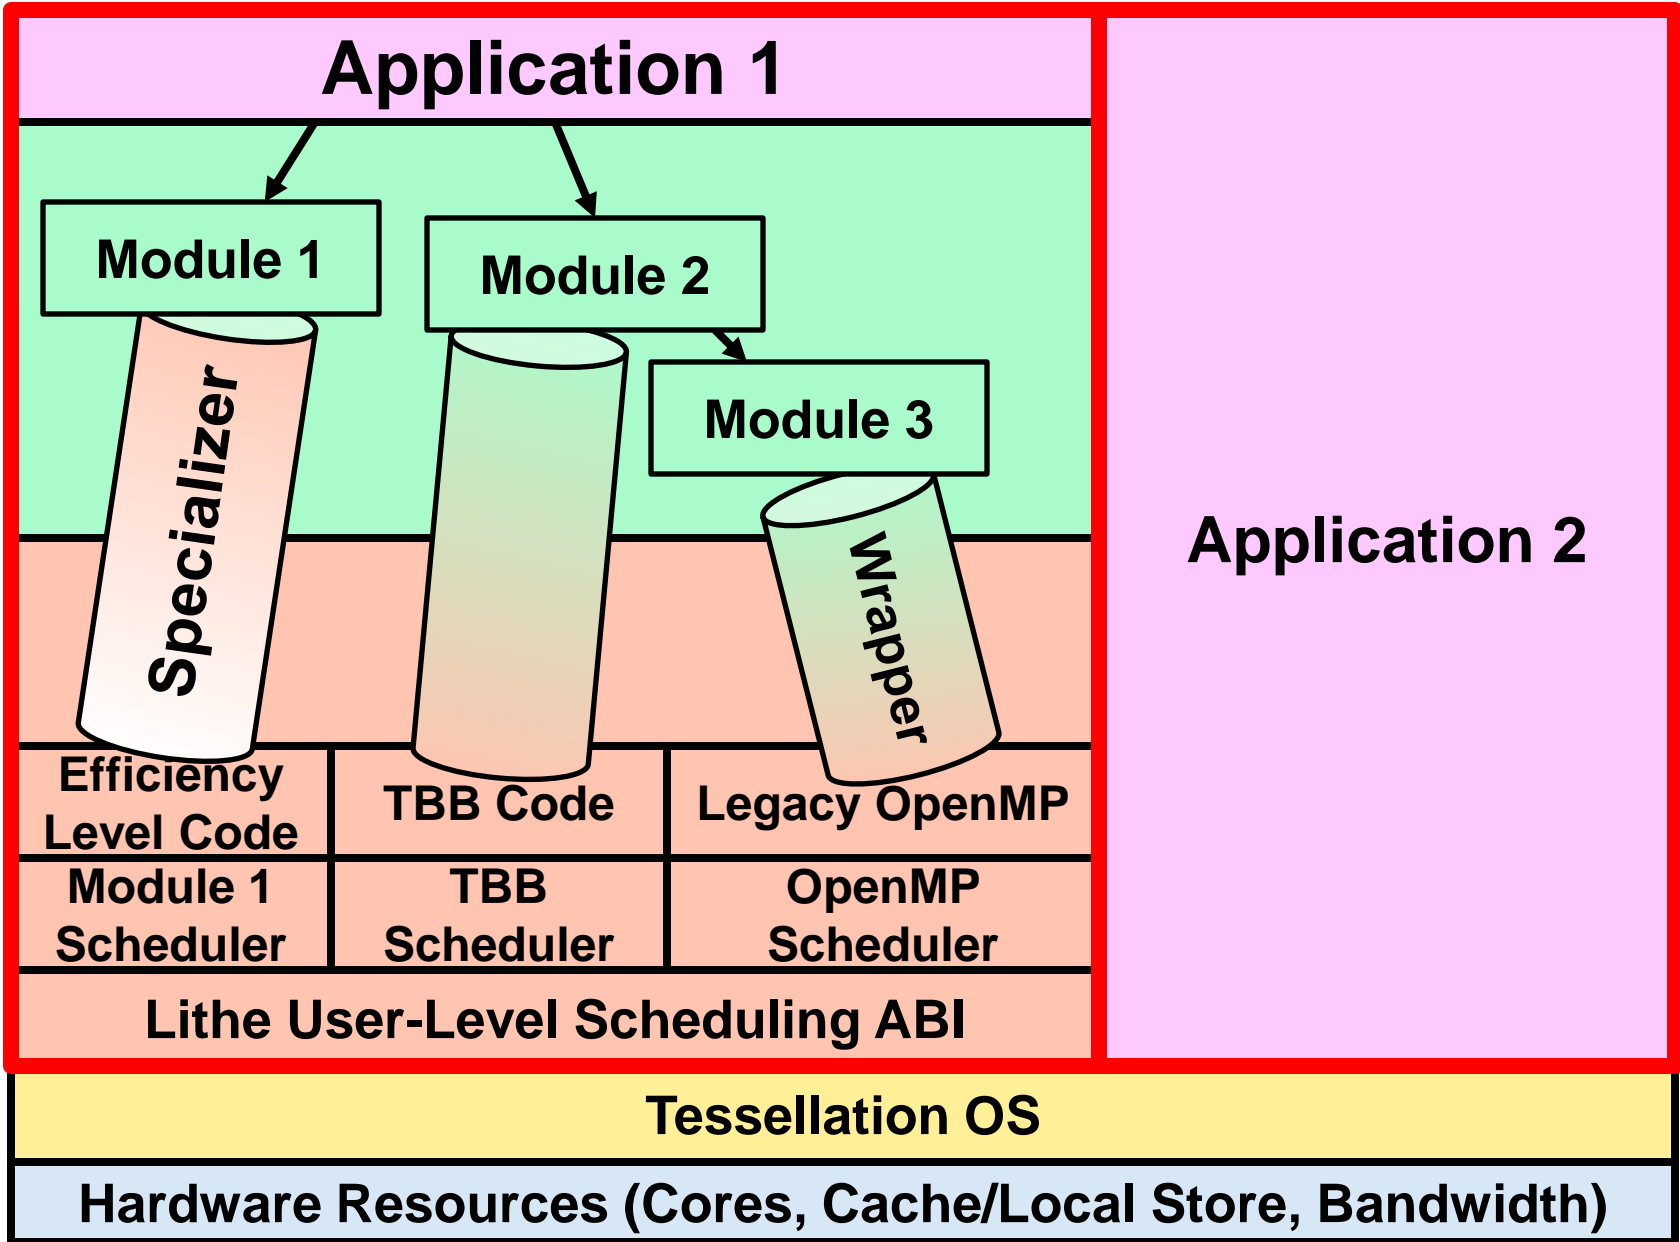 Application 1
Module 1
Module 2
Module 3
Specializer
Wrapper
Efficiency
Level Code
TBB Code
Legacy OpenMP
Module 1
Scheduler
TBB
Scheduler
OpenMP
Scheduler
Lithe User-Level Scheduling ABI
Application 2
Tessellation OS
Hardware Resources (Cores, Cache/Local Store, Bandwidth)